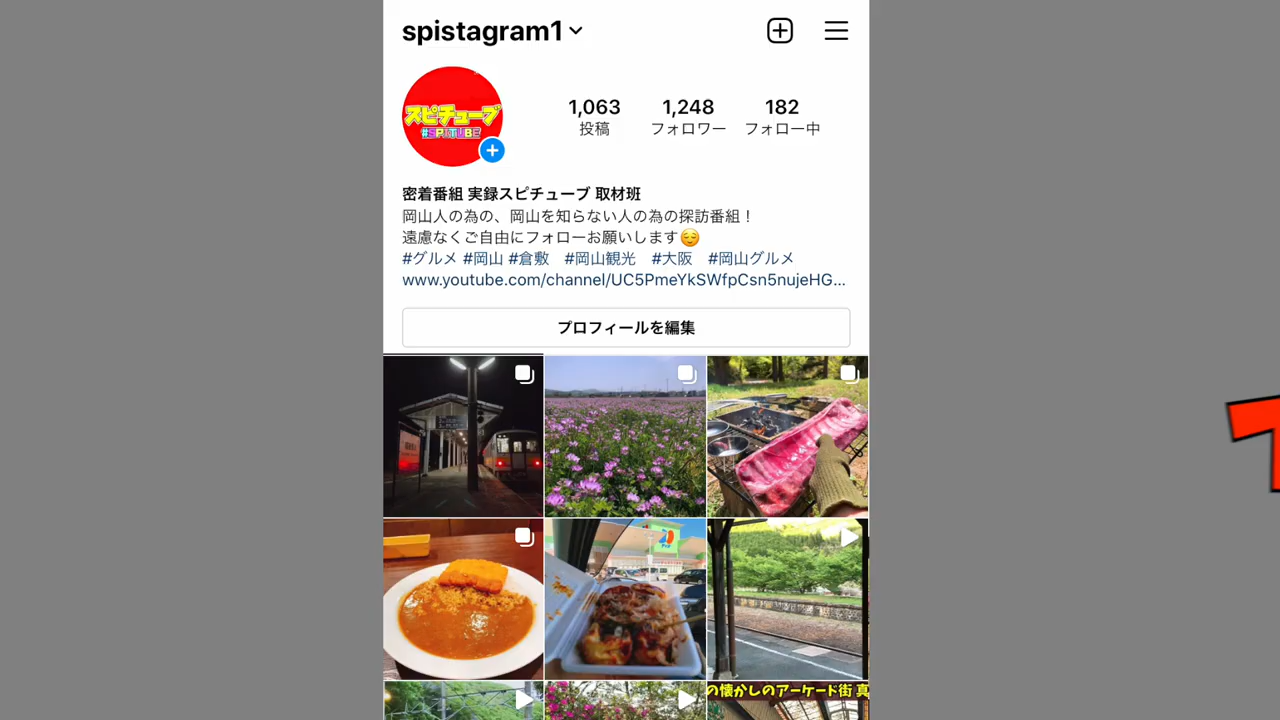 spistagram1
スピチューブ
#SPITUBE
1,063 1,248 182
投稿 フォロワー フォロー中
密着番組 実録スピチューブ 取材班
岡山人の為の、岡山を知らない人の為の探訪番組！
遠慮なくご自由にフォローお願いします😌
#グルメ #岡山 #倉敷 #岡山観光 #大阪 #岡山グルメ
www.youtube.com/channel/UC5PmeYkSWfpCsn5nujeHG...
プロフィールを編集
の懐かしのアーケード街 真